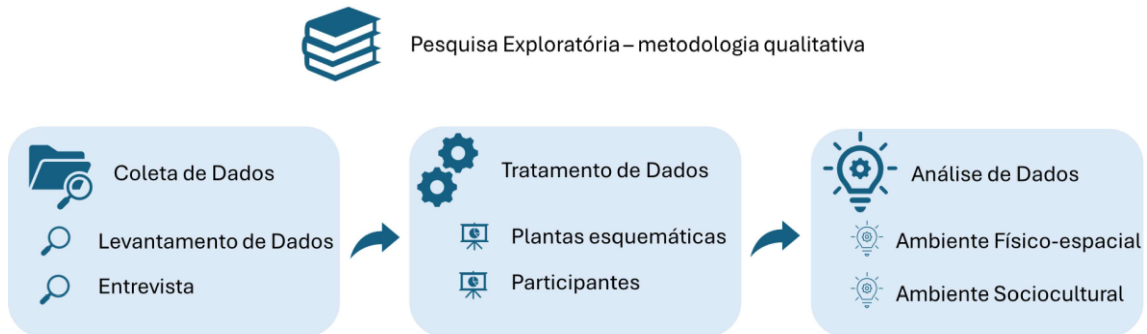 Pesquisa Exploratória – metodologia qualitativa
Coleta de Dados
Levantamento de Dados
Entrevista
Tratamento de Dados
Plantas esquemáticas
Participantes
Análise de Dados
Ambiente Físico-espacial
Ambiente Sociocultural